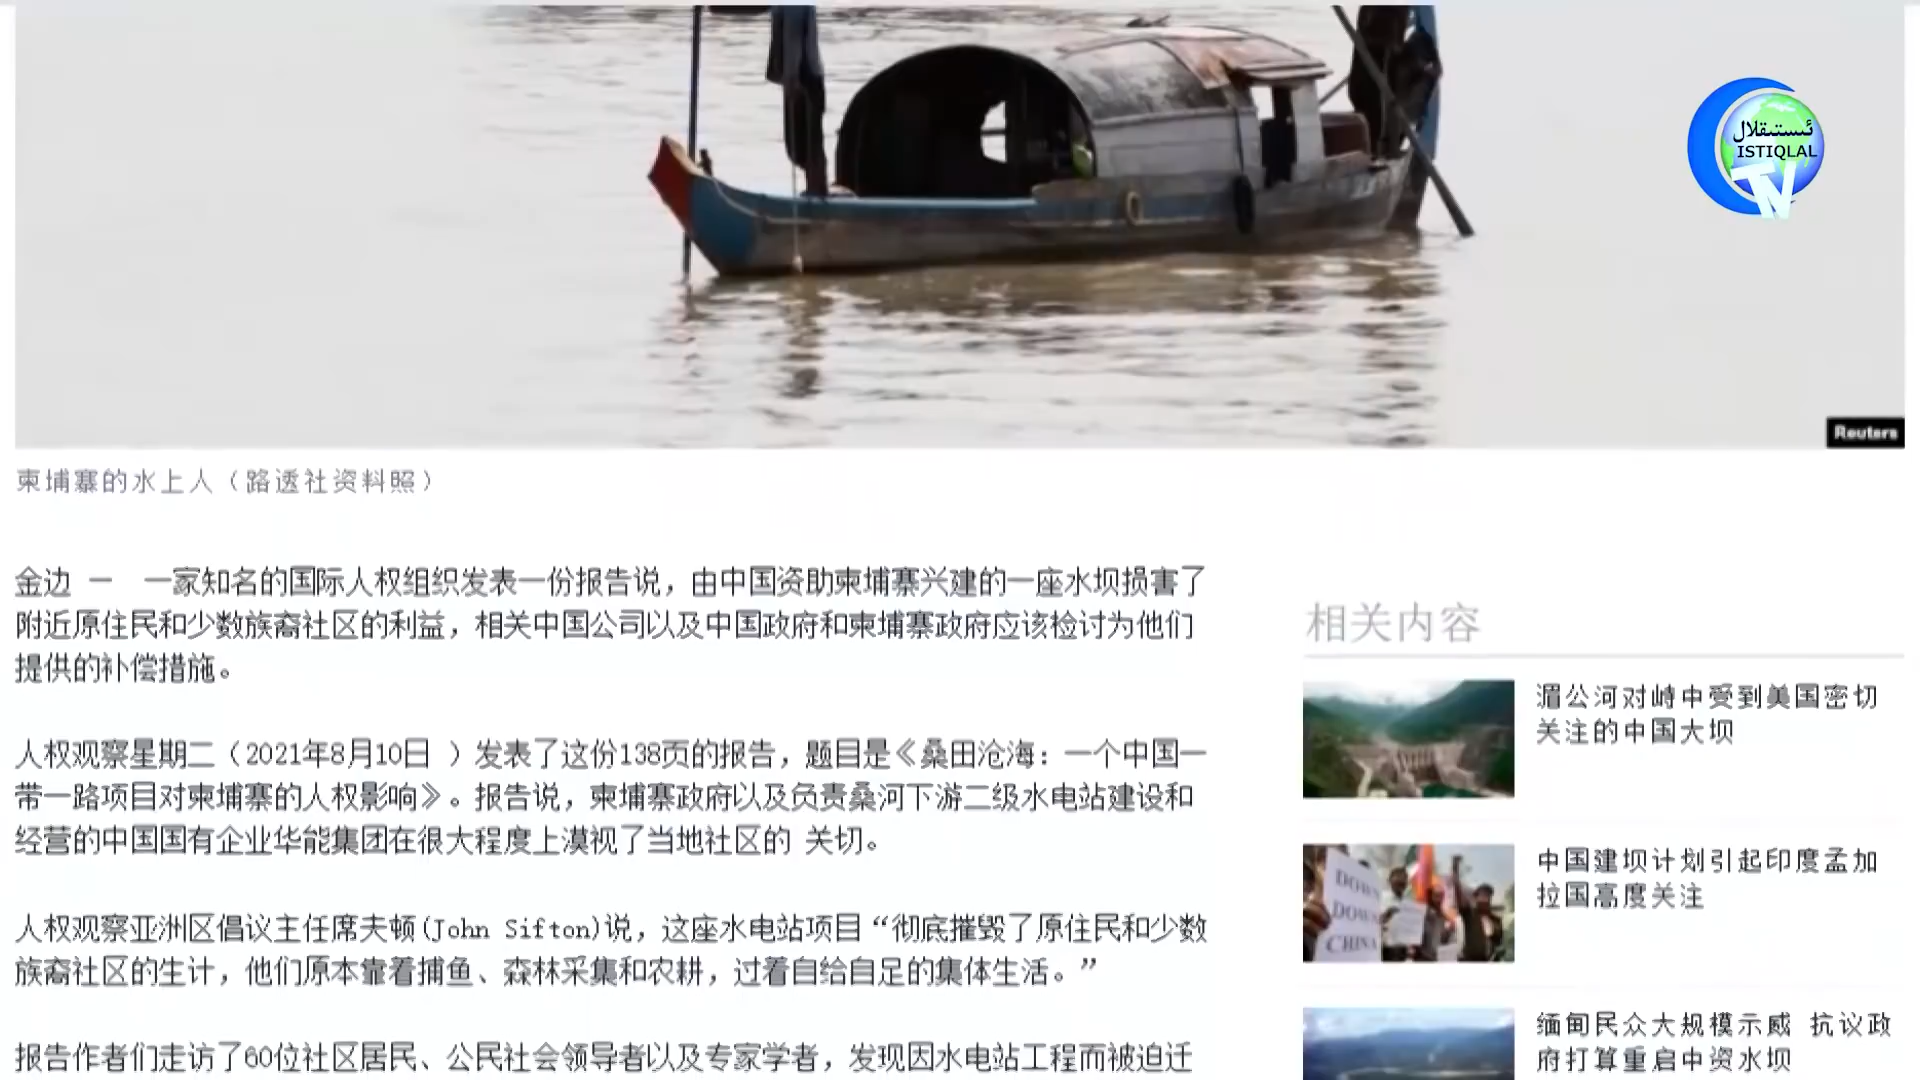 ئىستىقلال
ISTIQLAL
TV
Reuters
柬埔寨的水上人（路透社资料照）
金边 — 一家知名的国际人权组织发表一份报告说，由中国资助柬埔寨兴建的一座水坝损害了
附近原住民和少数族裔社区的利益，相关中国公司以及中国政府和柬埔寨政府应该检讨为他们
提供的补偿措施。
人权观察星期二（2021年8月10日 ）发表了这份138页的报告，题目是《桑田沧海：一个中国一
带一路项目对柬埔寨的人权影响》。报告说，柬埔寨政府以及负责桑河下游二级水电站建设和
经营的中国国有企业华能集团在很大程度上漠视了当地社区的 关切。
人权观察亚洲区倡议主任席夫顿(John Sifton)说，这座水电站项目“彻底摧毁了原住民和少数
族裔社区的生计，他们原本靠着捕鱼、森林采集和农耕，过着自给自足的集体生活。”
报告作者们走访了60位社区居民、公民社会领导者以及专家学者，发现因水电站工程而被迫迁
相关内容
湄公河对峙中受到美国密切
关注的中国大坝
DOWN
DOWN
CHINA
中国建坝计划引起印度孟加
拉国高度关注
缅甸民众大规模示威 抗议政
府打算重启中资水坝